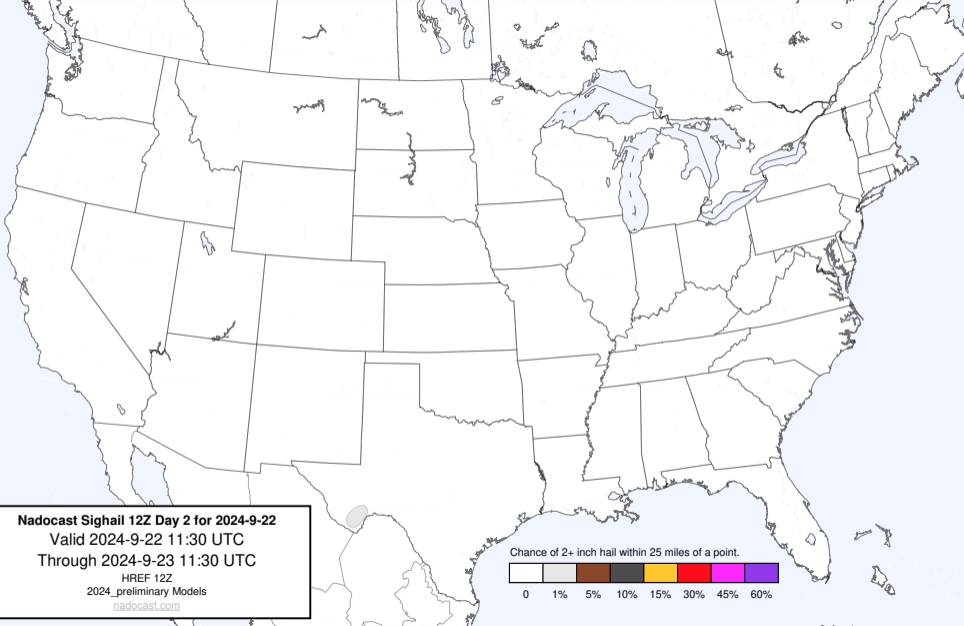 Nadocast Sighail 12Z Day 2 for 2024-9-22
Valid 2024-9-22 11:30 UTC
Through 2024-9-23 11:30 UTC
HREF 12Z
2024_preliminary Models
nadocast.com
Chance of 2+ inch hail within 25 miles of a point.
0 1% 5% 10% 15% 30% 45% 60%